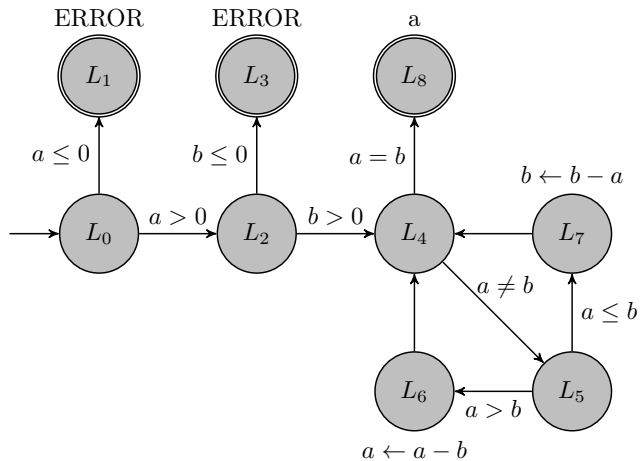 ERROR ERROR a
L₁ L₃ L₈
a ≤ 0 b ≤ 0 a = b b ← b − a
L₀ a > 0 L₂ b > 0 L₄ L₇
a ≠ b a ≤ b
L₆ a > b L₅
a ← a − b